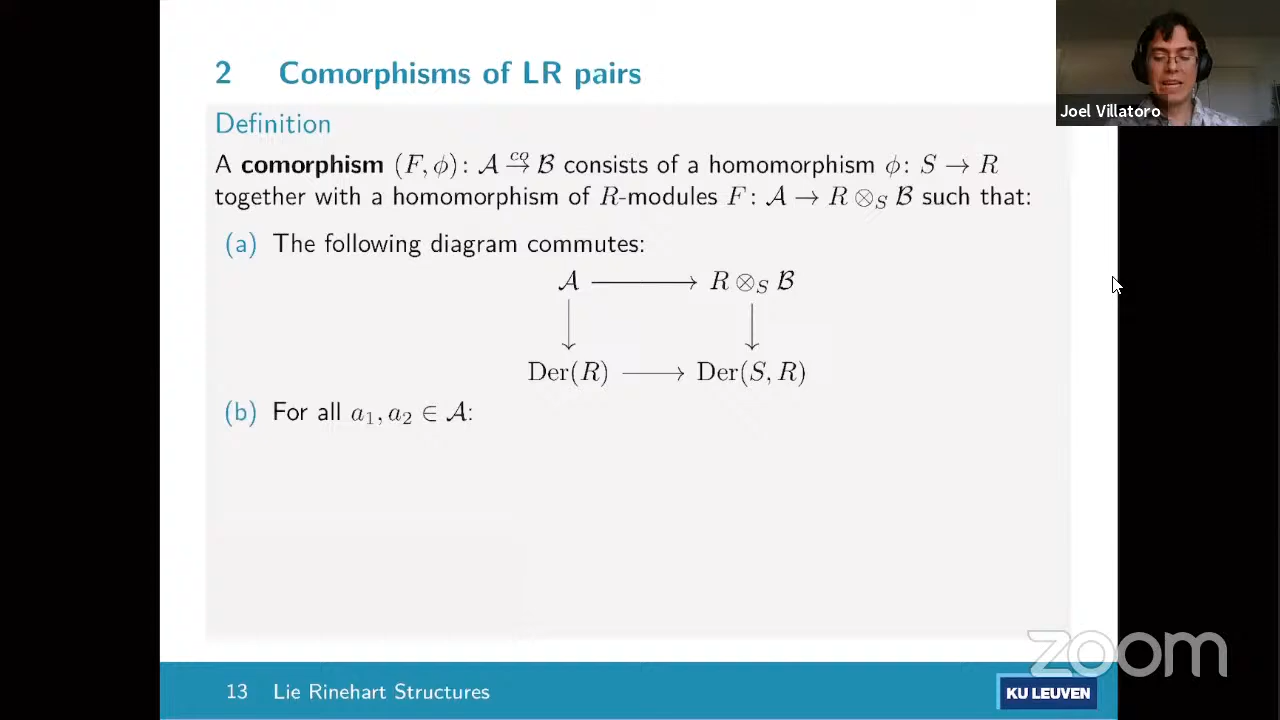 2 Comorphisms of LR pairs
Joel Villatoro
Definition
A comorphism (F, ϕ): 𝒜 →^{co} ℬ consists of a homomorphism ϕ: S → R
together with a homomorphism of R-modules F: 𝒜 → R ⊗_S ℬ such that:
(a) The following diagram commutes:
𝒜 ⟶ R ⊗_S ℬ
↓ ↓
Der(R) ⟶ Der(S, R)
(b) For all a₁, a₂ ∈ 𝒜:
zoom
13 Lie Rinehart Structures
KU LEUVEN